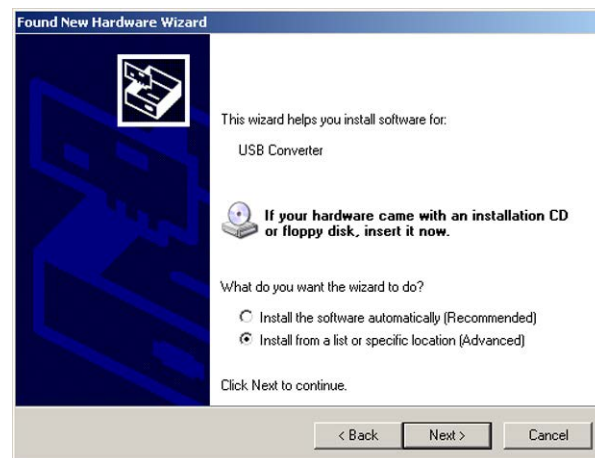 Found New Hardware Wizard
This wizard helps you install software for:
USB Converter
If your hardware came with an installation CD
or floppy disk, insert it now.
What do you want the wizard to do?
Install the software automatically (Recommended)
Install from a list or specific location (Advanced)
Click Next to continue.
< Back
Next >
Cancel